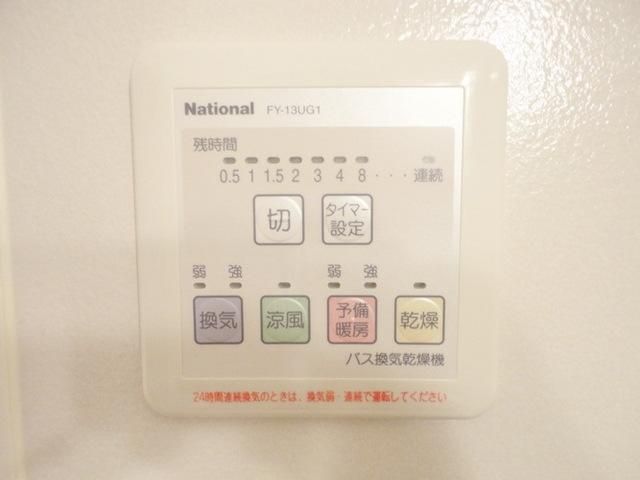 National FY-13UG1
残時間
0.5 1 1.5 2 3 4 8 ・・・ 連続
切
タイマー
設定
弱 強 弱 強
換気 涼風 予備
暖房 乾燥
バス換気乾燥機
24時間連続換気のときは、換気弱・連続で運転してください